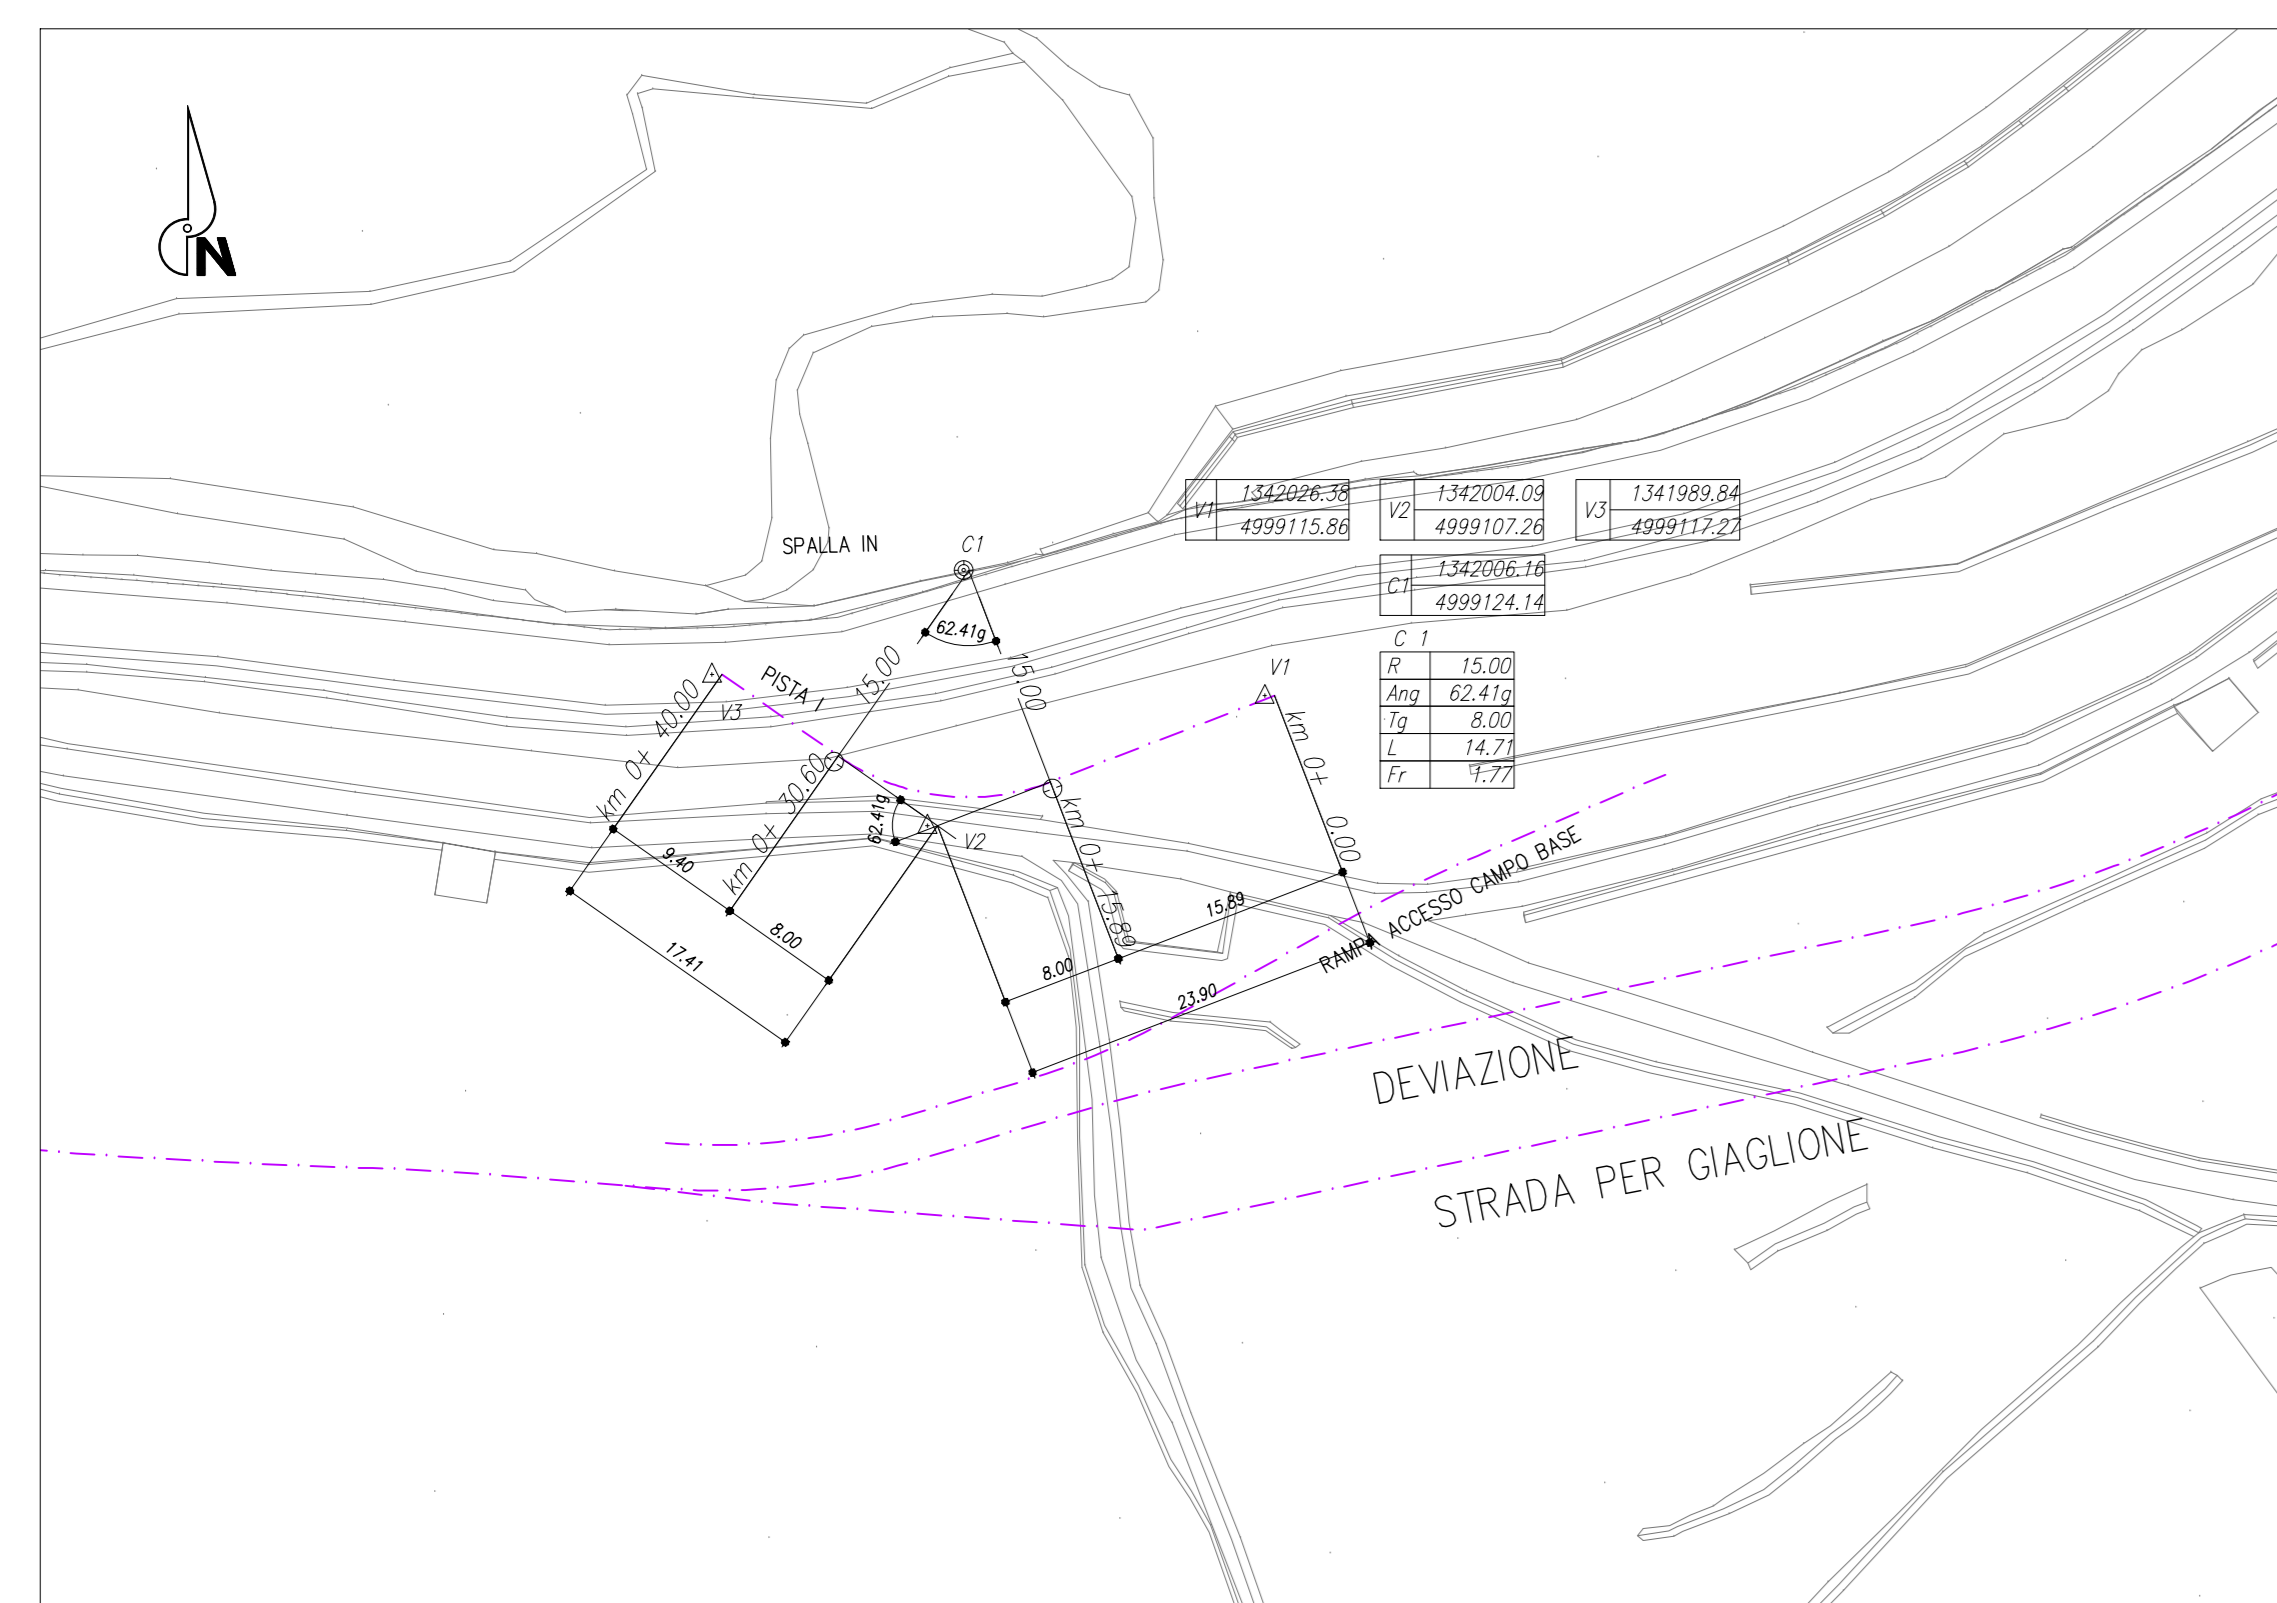 N
SPALLA IN
C1
V1
1342026.38
4999115.86
V2
1342004.09
4999107.26
V3
1341989.84
4999117.27
C1
1342006.16
4999124.14
C 1
R 15.00
Ang 62.41g
Tg 8.00
L 14.71
Fr 1.77
62.41g
15.00
15.00
V1
PISTA I
V3
km 0+ 40.00
km 0+ 30.60
km 0+ 15.89
km 0+ 0.00
62.41g
V2
9.40
8.00
17.41
15.89
8.00
23.90
RAMPA ACCESSO CAMPO BASE
DEVIAZIONE
STRADA PER GIAGLIONE